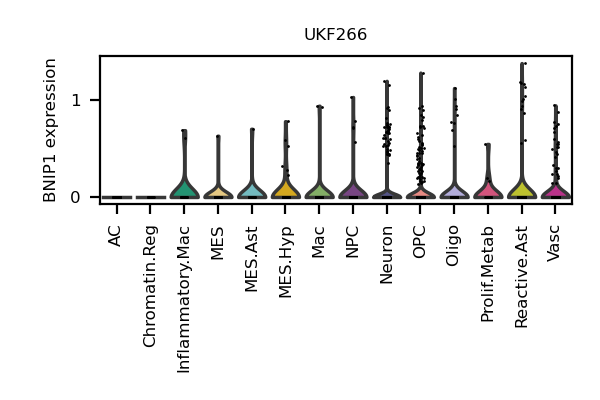 UKF266
BNIP1 expression
1
0
AC
Chromatin.Reg
Inflammatory.Mac
MES
MES.Ast
MES.Hyp
Mac
NPC
Neuron
OPC
Oligo
Prolif.Metab
Reactive.Ast
Vasc